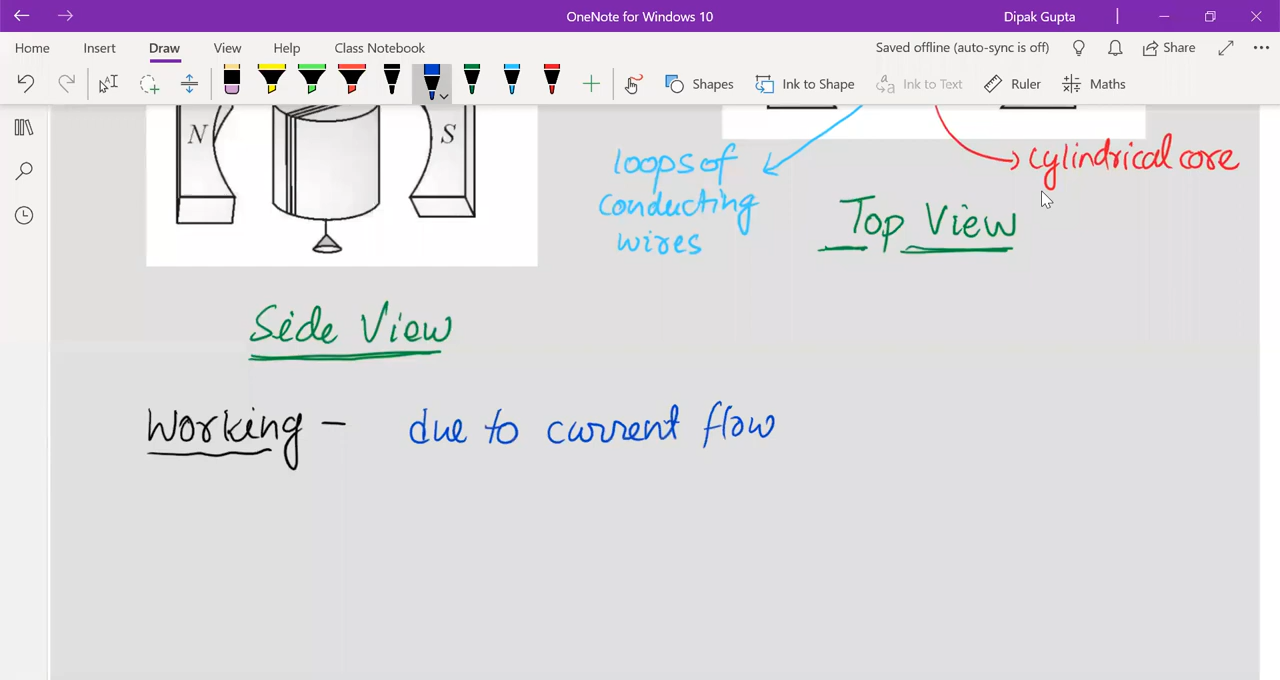 OneNote for Windows 10
Dipak Gupta
Home Insert Draw View Help Class Notebook
Saved offline (auto-sync is off)
Share
Shapes
Ink to Shape
Ink to Text
Ruler
Maths
N
S
loops of
conducting
wires
cylindrical core
Top View
Side View
Working – due to current flow